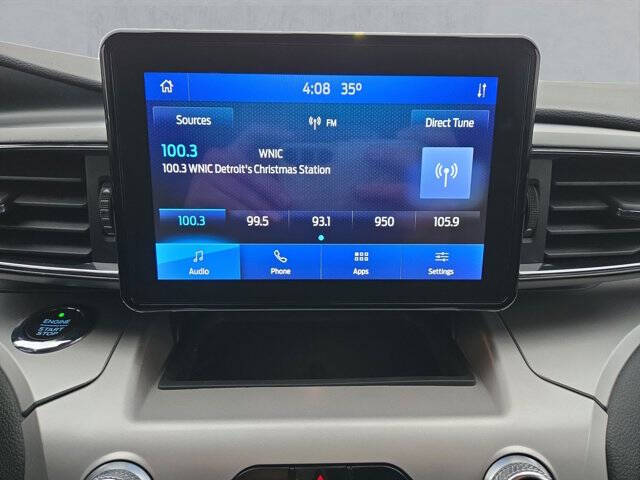 4:08 35°
Sources FM Direct Tune
100.3 WNIC
100.3 WNIC Detroit's Christmas Station
100.3 99.5 93.1 950 105.9
Audio Phone Apps Settings
ENGINE
START
STOP